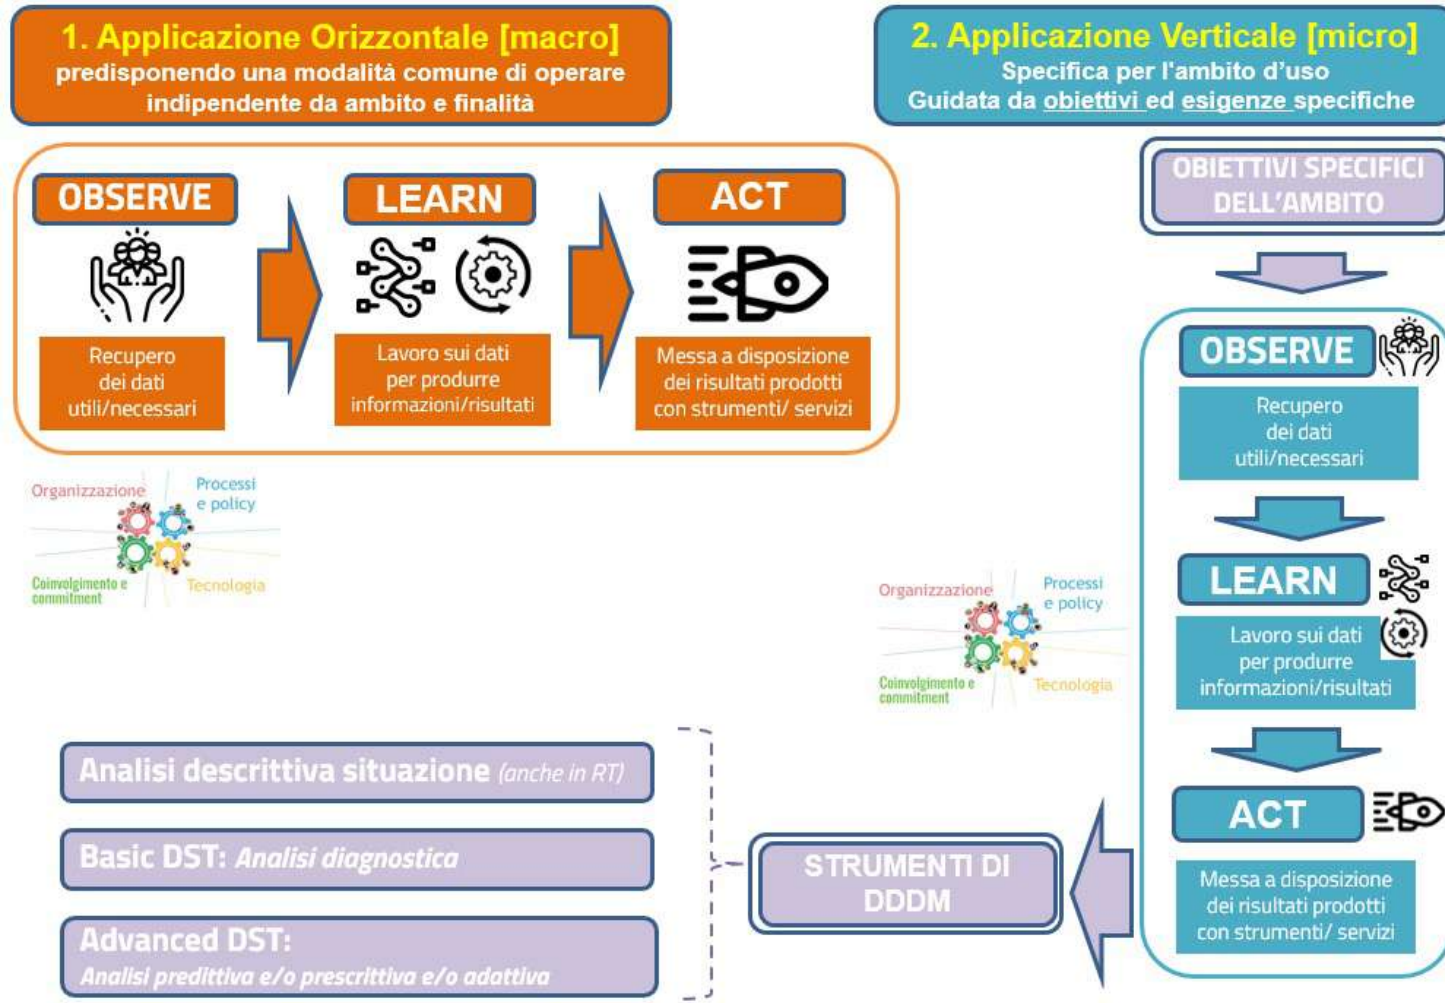 1. Applicazione Orizzontale [macro]
predisponendo una modalità comune di operare
indipendente da ambito e finalità
2. Applicazione Verticale [micro]
Specifica per l'ambito d’uso
Guidata da obiettivi ed esigenze specifiche
OBSERVE
LEARN
ACT
Recupero
dei dati
utili/necessari
Lavoro sui dati
per produrre
informazioni/risultati
Messa a disposizione
dei risultati prodotti
con strumenti/ servizi
Organizzazione
Processi
e policy
Coinvolgimento e
commitment
Tecnologia
OBIETTIVI SPECIFICI
DELL’AMBITO
OBSERVE
Recupero
dei dati
utili/necessari
LEARN
Lavoro sui dati
per produrre
informazioni/risultati
ACT
Messa a disposizione
dei risultati prodotti
con strumenti/ servizi
Organizzazione
Processi
e policy
Coinvolgimento e
commitment
Tecnologia
STRUMENTI DI
DDDM
Analisi descrittiva situazione (anche in RT)
Basic DST: Analisi diagnostica
Advanced DST:
Analisi predittiva e/o prescrittiva e/o adattiva